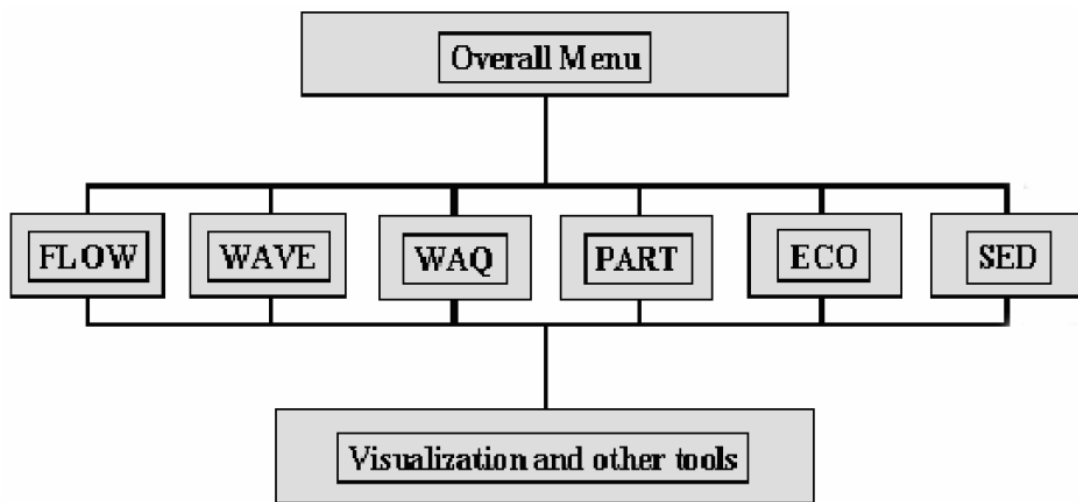 Overall Menu
FLOW
WAVE
WAQ
PART
ECO
SED
Visualization and other tools